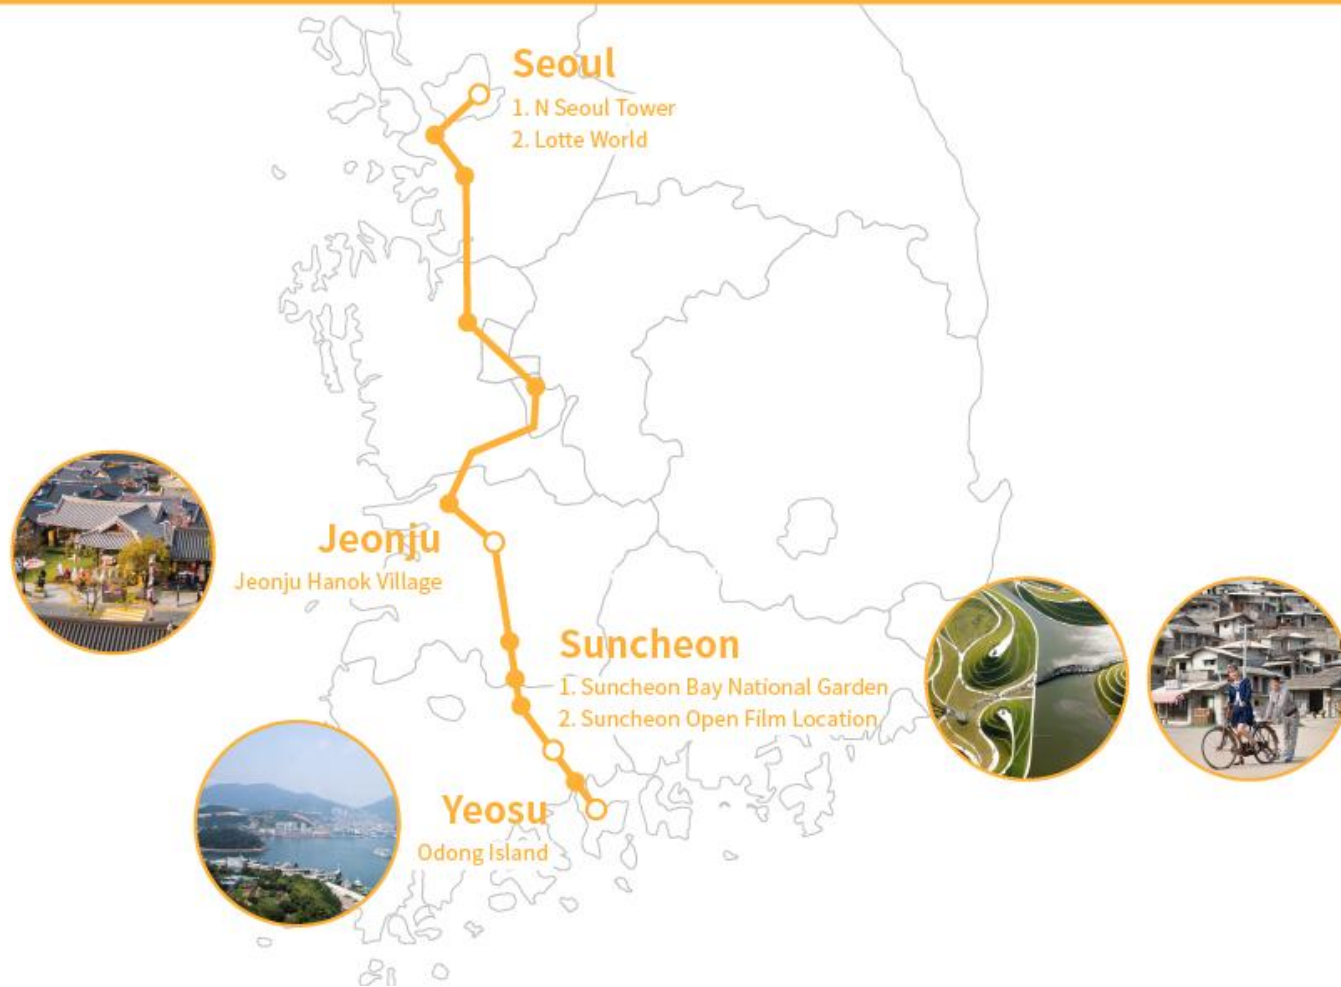 Seoul
1. N Seoul Tower
2. Lotte World
Jeonju
Jeonju Hanok Village
Suncheon
1. Suncheon Bay National Garden
2. Suncheon Open Film Location
Yeosu
Odong Island